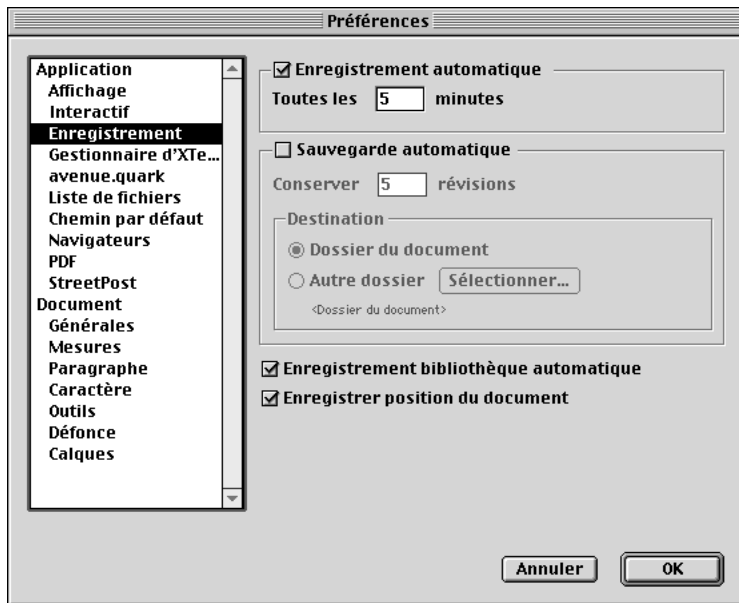 Préférences
Application
Affichage
Interactif
Enregistrement
Gestionnaire d'XTe...
avenue.quark
Liste de fichiers
Chemin par défaut
Navigateurs
PDF
StreetPost
Document
Générales
Mesures
Paragraphe
Caractère
Outils
Défonce
Calques
Enregistrement automatique
Toutes les 5 minutes
Sauvegarde automatique
Conserver 5 révisions
Destination
Dossier du document
Autre dossier Sélectionner...
<Dossier du document>
Enregistrement bibliothèque automatique
Enregistrer position du document
Annuler OK